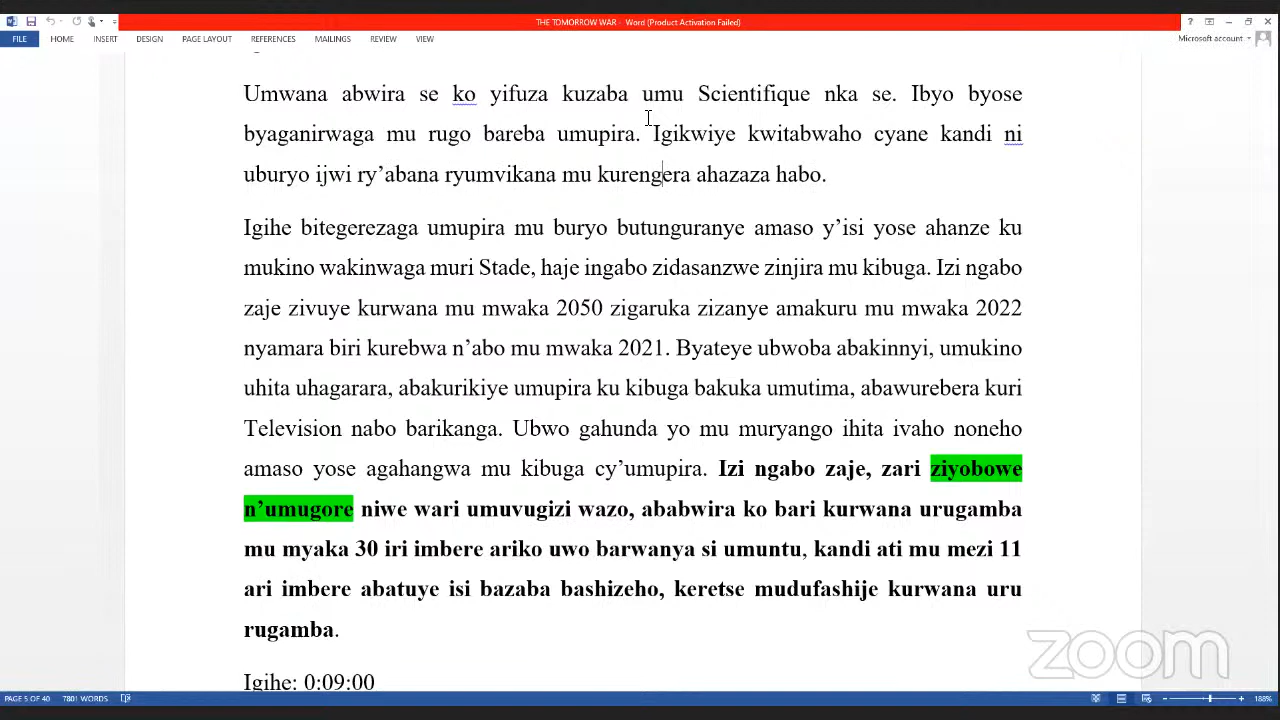 THE TOMORROW WAR - Word (Product Activation Failed)
FILE HOME INSERT DESIGN PAGE LAYOUT REFERENCES MAILINGS REVIEW VIEW Microsoft account
Umwana abwira se ko yifuza kuzaba umu Scientifique nka se. Ibyo byose
byaganirwaga mu rugo bareba umupira. Igikwiye kwitabwaho cyane kandi ni
uburyo ijwi ry’abana ryumvikana mu kurengera ahazaza habo.
Igihe bitegerezaga umupira mu buryo butunguranye amaso y’isi yose ahanze ku
mukino wakinwaga muri Stade, haje ingabo zidasanzwe zinjira mu kibuga. Izi ngabo
zaje zivuye kurwana mu mwaka 2050 zigaruka zizanye amakuru mu mwaka 2022
nyamara biri kurebwa n’abo mu mwaka 2021. Byateye ubwoba abakinnyi, umukino
uhita uhagarara, abakurikiye umupira ku kibuga bakuka umutima, abawurebera kuri
Television nabo barikanga. Ubwo gahunda yo mu muryango ihita ivaho noneho
amaso yose agahangwa mu kibuga cy’umupira. Izi ngabo zaje, zari ziyobowe
n’umugore niwe wari umuvugizi wazo, ababwira ko bari kurwana urugamba
mu myaka 30 iri imbere ariko uwo barwanya si umuntu, kandi ati mu mezi 11
ari imbere abatuye isi bazaba bashizeho, keretse mudufashije kurwana uru
rugamba.
Igihe: 0:09:00
zoom
PAGE 5 OF 40 7801 WORDS 188%